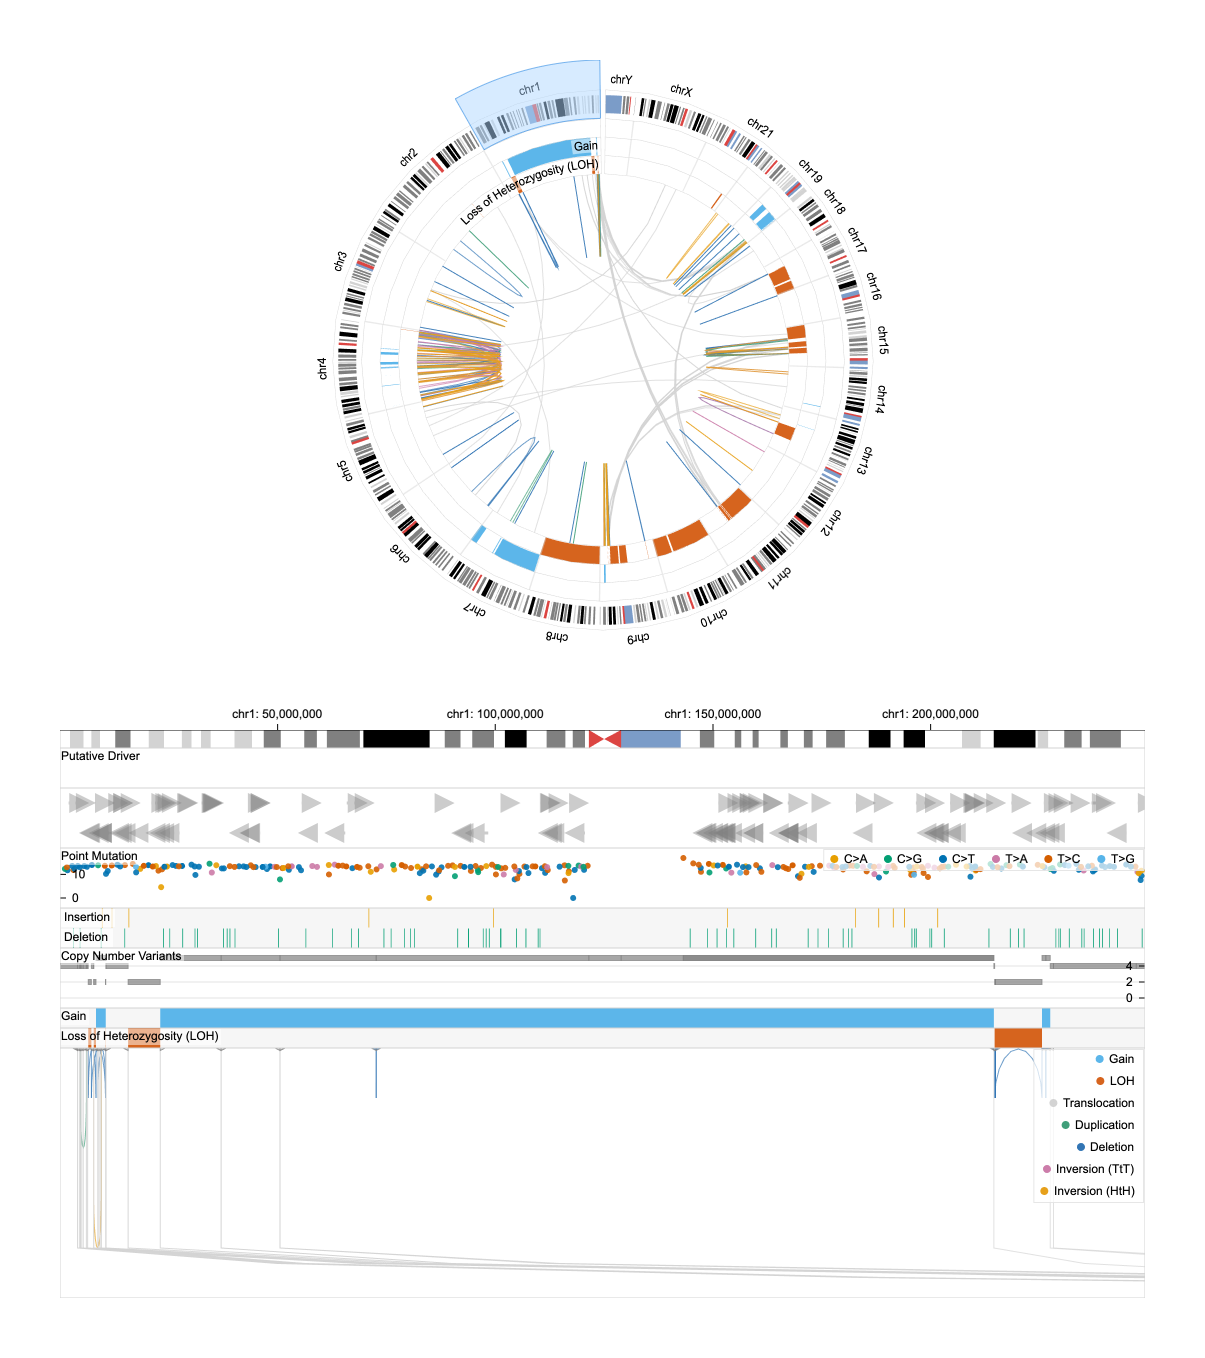 chrY
chrX
chr21
chr19
chr18
chr17
chr16
chr15
chr14
chr13
chr12
chr11
chr10
chr9
chr8
chr7
chr6
chr5
chr4
chr3
chr2
chr1
Gain
Loss of Heterozygosity (LOH)
chr1: 50,000,000 chr1: 100,000,000 chr1: 150,000,000 chr1: 200,000,000
Putative Driver
Point Mutation
C>A C>G C>T T>A T>C T>G
10
0
Insertion
Deletion
Copy Number Variants
4
2
0
Gain
Loss of Heterozygosity (LOH)
Gain
LOH
Translocation
Duplication
Deletion
Inversion (TtT)
Inversion (HtH)